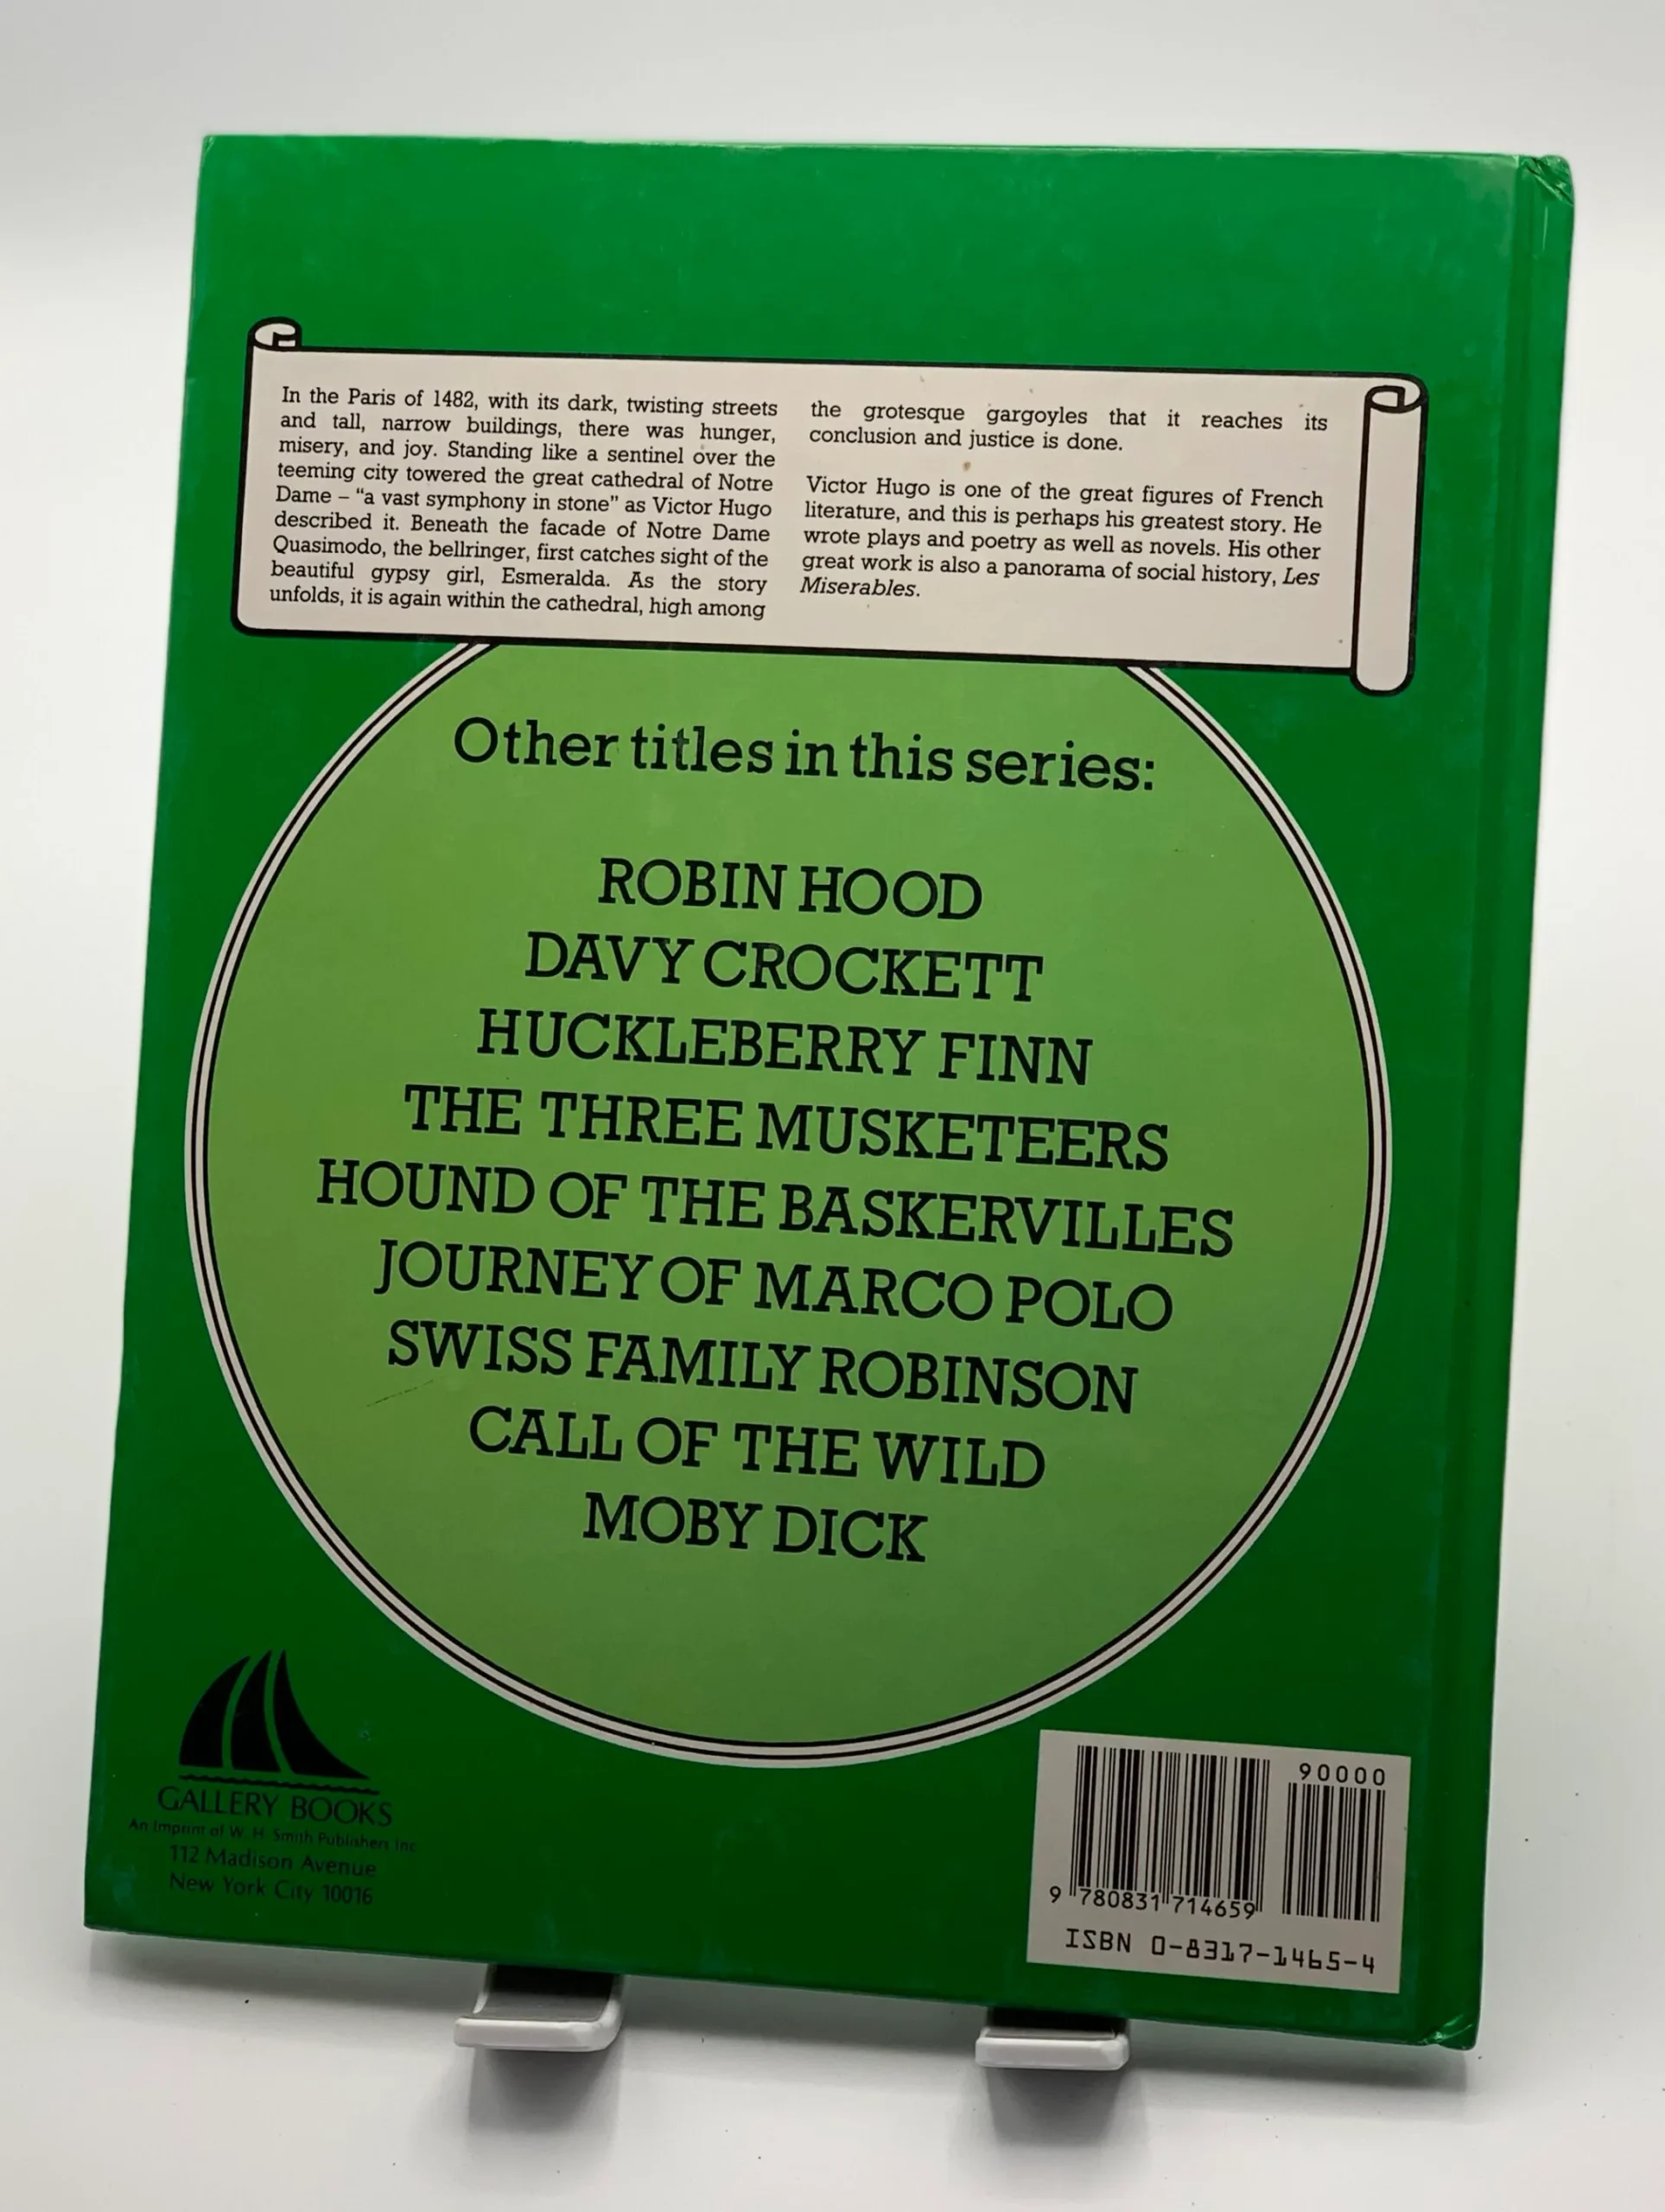 In the Paris of 1482, with its dark, twisting streets
and tall, narrow buildings, there was hunger,
misery, and joy. Standing like a sentinel over the
teeming city towered the great cathedral of Notre
Dame – “a vast symphony in stone” as Victor Hugo
described it. Beneath the facade of Notre Dame
Quasimodo, the bellringer, first catches sight of the
beautiful gypsy girl, Esmeralda. As the story
unfolds, it is again within the cathedral, high among
the grotesque gargoyles that it reaches its
conclusion and justice is done.
Victor Hugo is one of the great figures of French
literature, and this is perhaps his greatest story. He
wrote plays and poetry as well as novels. His other
great work is also a panorama of social history, Les
Miserables.
Other titles in this series:
ROBIN HOOD
DAVY CROCKETT
HUCKLEBERRY FINN
THE THREE MUSKETEERS
HOUND OF THE BASKERVILLES
JOURNEY OF MARCO POLO
SWISS FAMILY ROBINSON
CALL OF THE WILD
MOBY DICK
GALLERY BOOKS
An Imprint of W. H. Smith Publishers Inc.
112 Madison Avenue
New York City 10016
90000
9 780831 714659
ISBN 0-8317-1465-4